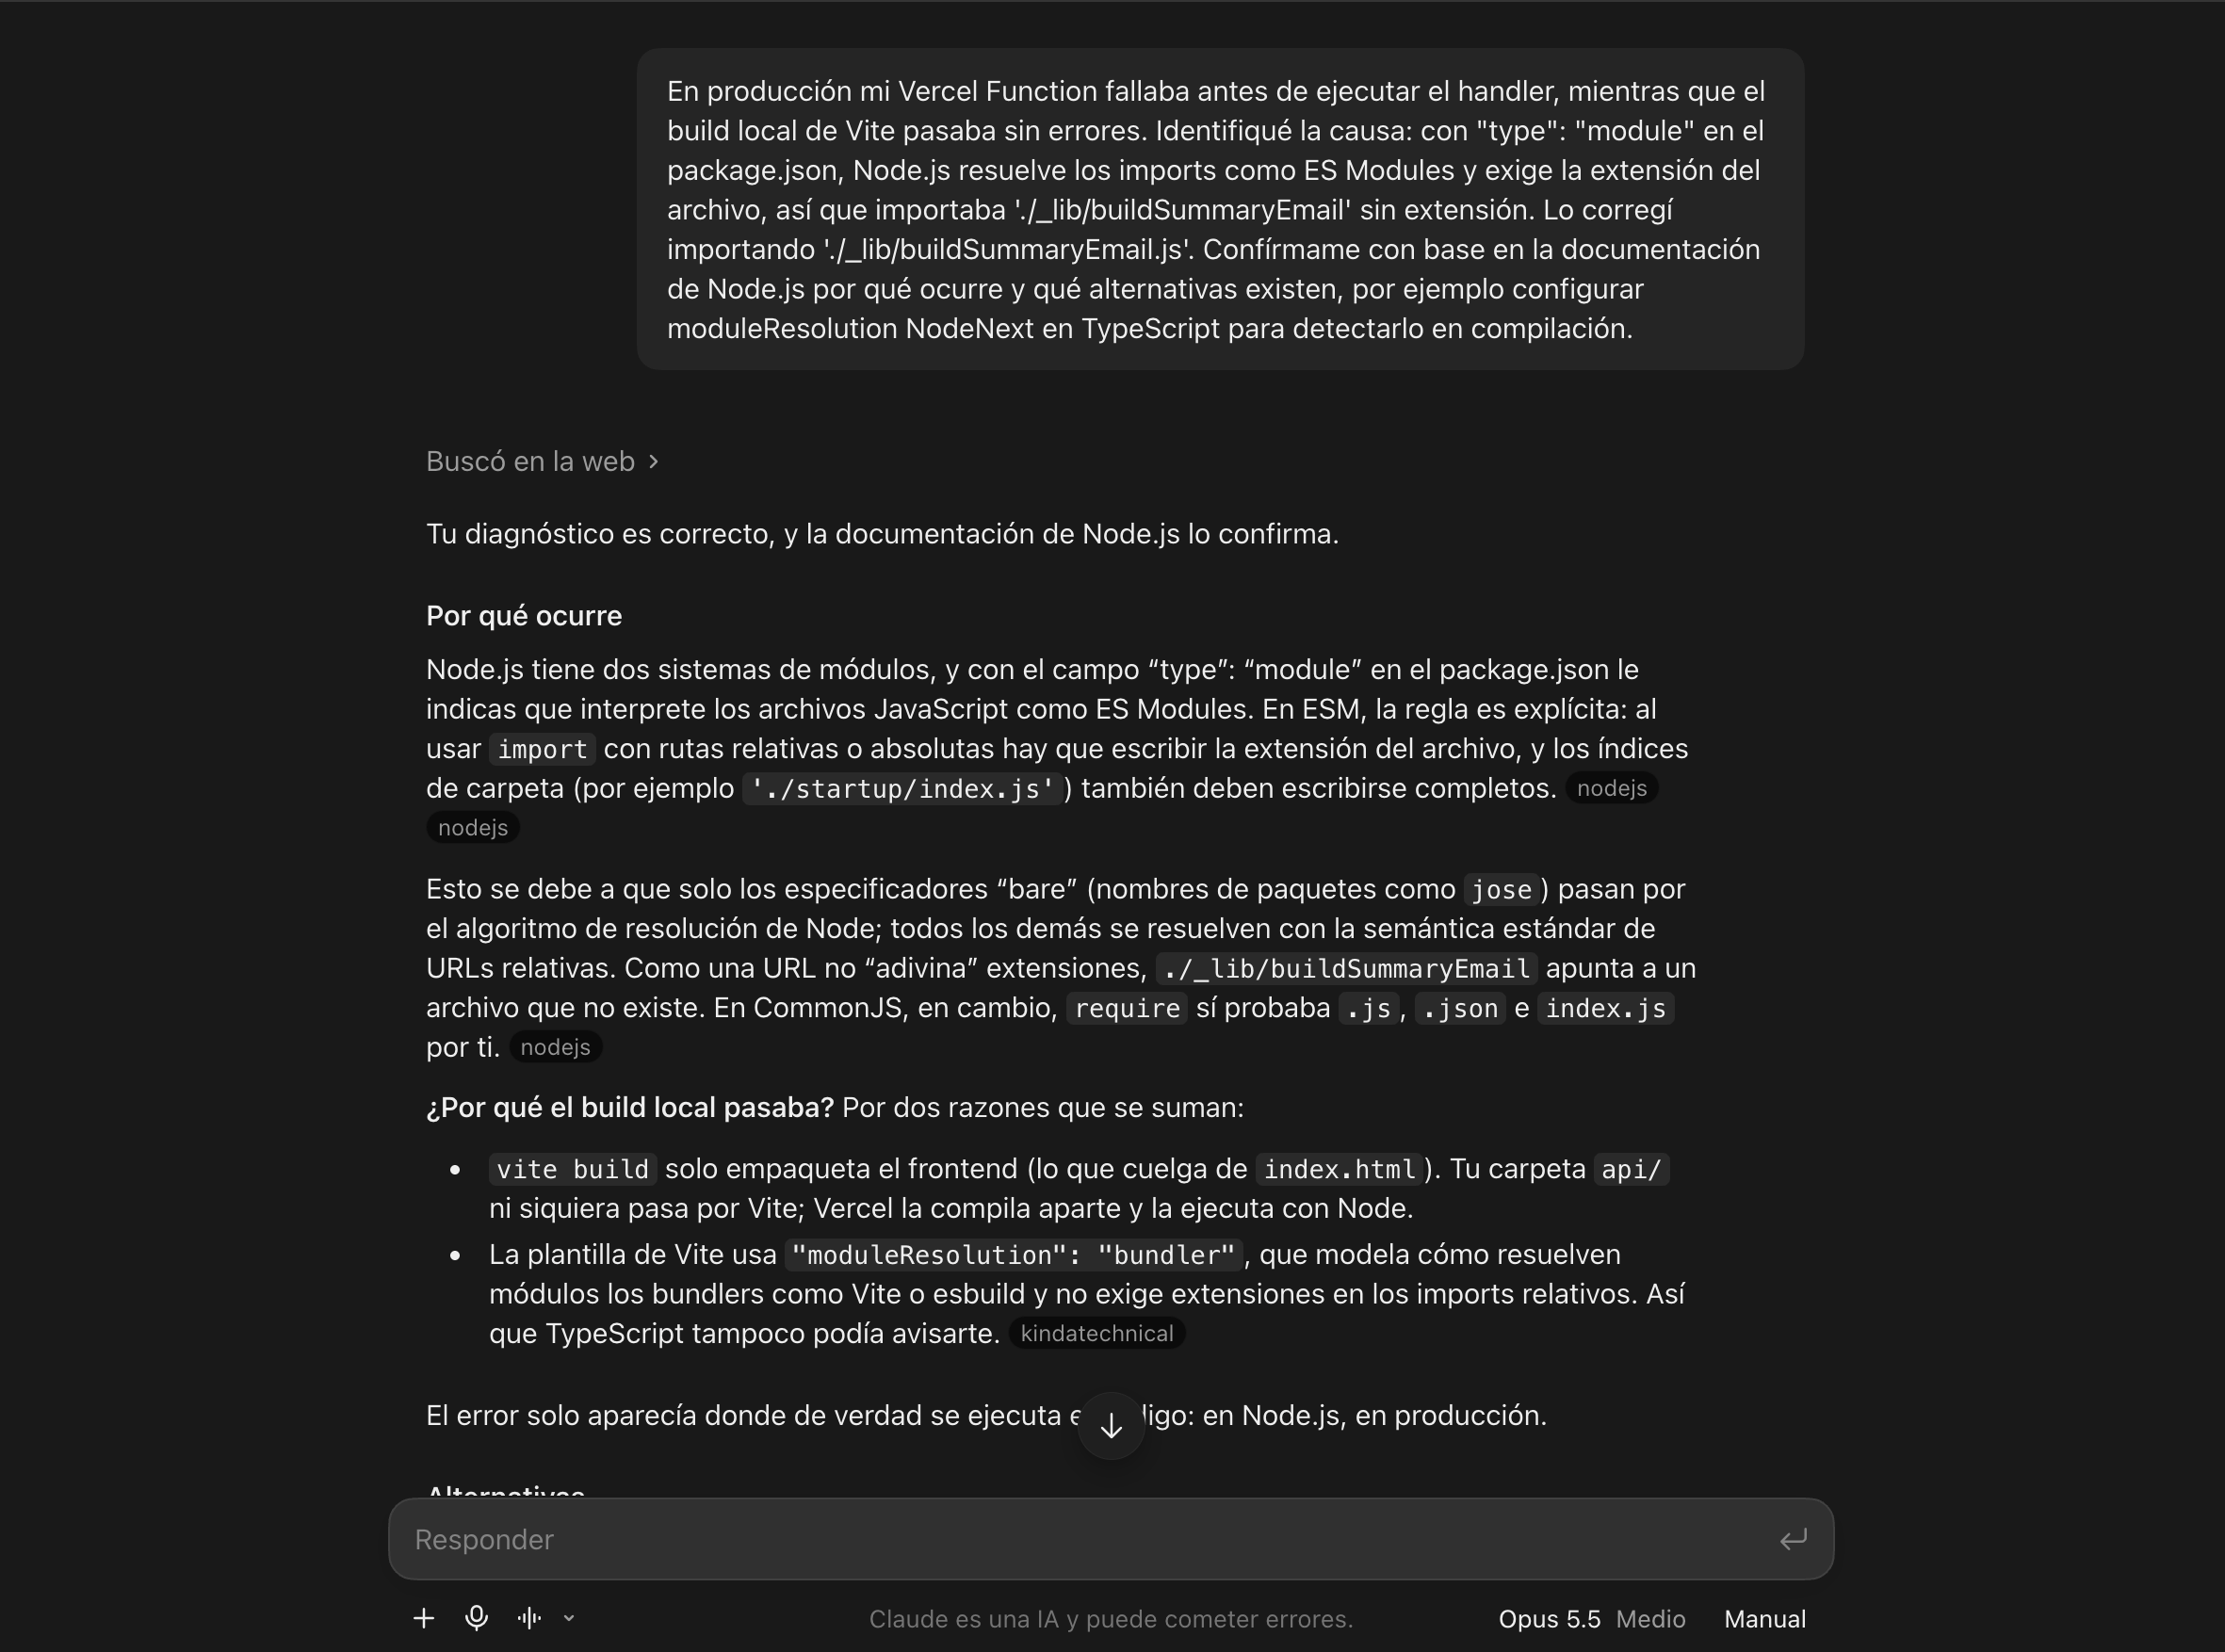 En producción mi Vercel Function fallaba antes de ejecutar el handler, mientras que el
build local de Vite pasaba sin errores. Identifiqué la causa: con "type": "module" en el
package.json, Node.js resuelve los imports como ES Modules y exige la extensión del
archivo, así que importaba './_lib/buildSummaryEmail' sin extensión. Lo corregí
importando './_lib/buildSummaryEmail.js'. Confírmame con base en la documentación
de Node.js por qué ocurre y qué alternativas existen, por ejemplo configurar
moduleResolution NodeNext en TypeScript para detectarlo en compilación.
Buscó en la web
Tu diagnóstico es correcto, y la documentación de Node.js lo confirma.
Por qué ocurre
Node.js tiene dos sistemas de módulos, y con el campo “type”: “module” en el package.json le
indicas que interprete los archivos JavaScript como ES Modules. En ESM, la regla es explícita: al
usar import con rutas relativas o absolutas hay que escribir la extensión del archivo, y los índices
de carpeta (por ejemplo './startup/index.js') también deben escribirse completos. nodejs
nodejs
Esto se debe a que solo los especificadores “bare” (nombres de paquetes como jose) pasan por
el algoritmo de resolución de Node; todos los demás se resuelven con la semántica estándar de
URLs relativas. Como una URL no “adivina” extensiones, ./_lib/buildSummaryEmail apunta a un
archivo que no existe. En CommonJS, en cambio, require sí probaba .js, .json e index.js
por ti. nodejs
¿Por qué el build local pasaba? Por dos razones que se suman:
• vite build solo empaqueta el frontend (lo que cuelga de index.html). Tu carpeta api/
ni siquiera pasa por Vite; Vercel la compila aparte y la ejecuta con Node.
• La plantilla de Vite usa "moduleResolution": "bundler", que modela cómo resuelven
módulos los bundlers como Vite o esbuild y no exige extensiones en los imports relativos. Así
que TypeScript tampoco podía avisarte. kindatechnical
El error solo aparecía donde de verdad se ejecuta e digo: en Node.js, en producción.
Alternativas
Responder
Claude es una IA y puede cometer errores.
Opus 5.5 Medio Manual